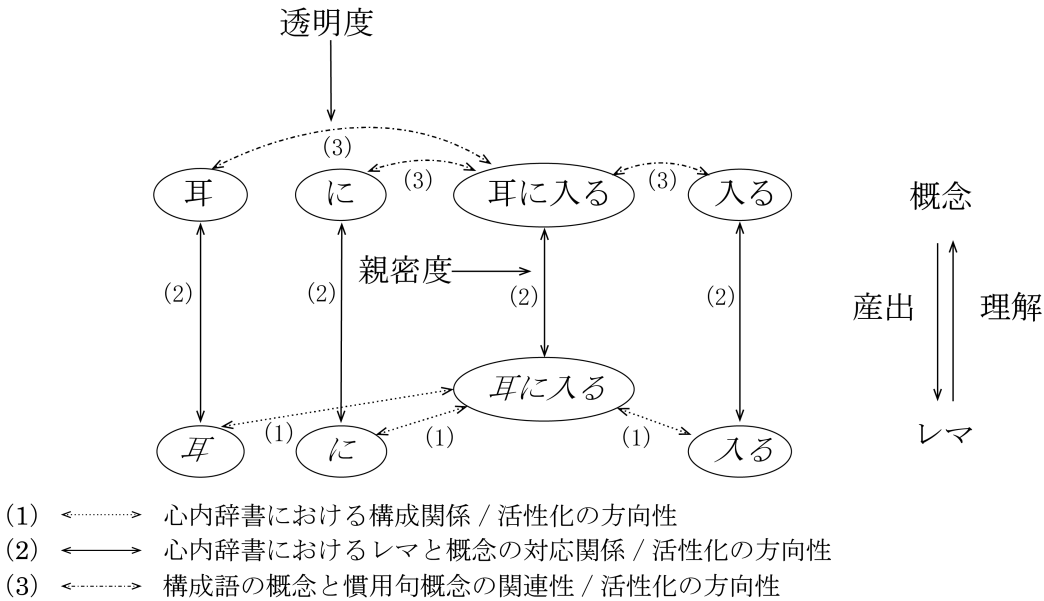 透明度
(3)
(3)
(3)
耳
に
耳に入る
入る
概念
親密度
(2)
(2)
(2)
(2)
産出
理解
耳に入る
(1)
(1)
(1)
レマ
耳
に
入る
(1) 心内辞書における構成関係 / 活性化の方向性
(2) 心内辞書におけるレマと概念の対応関係 / 活性化の方向性
(3) 構成語の概念と慣用句概念の関連性 / 活性化の方向性